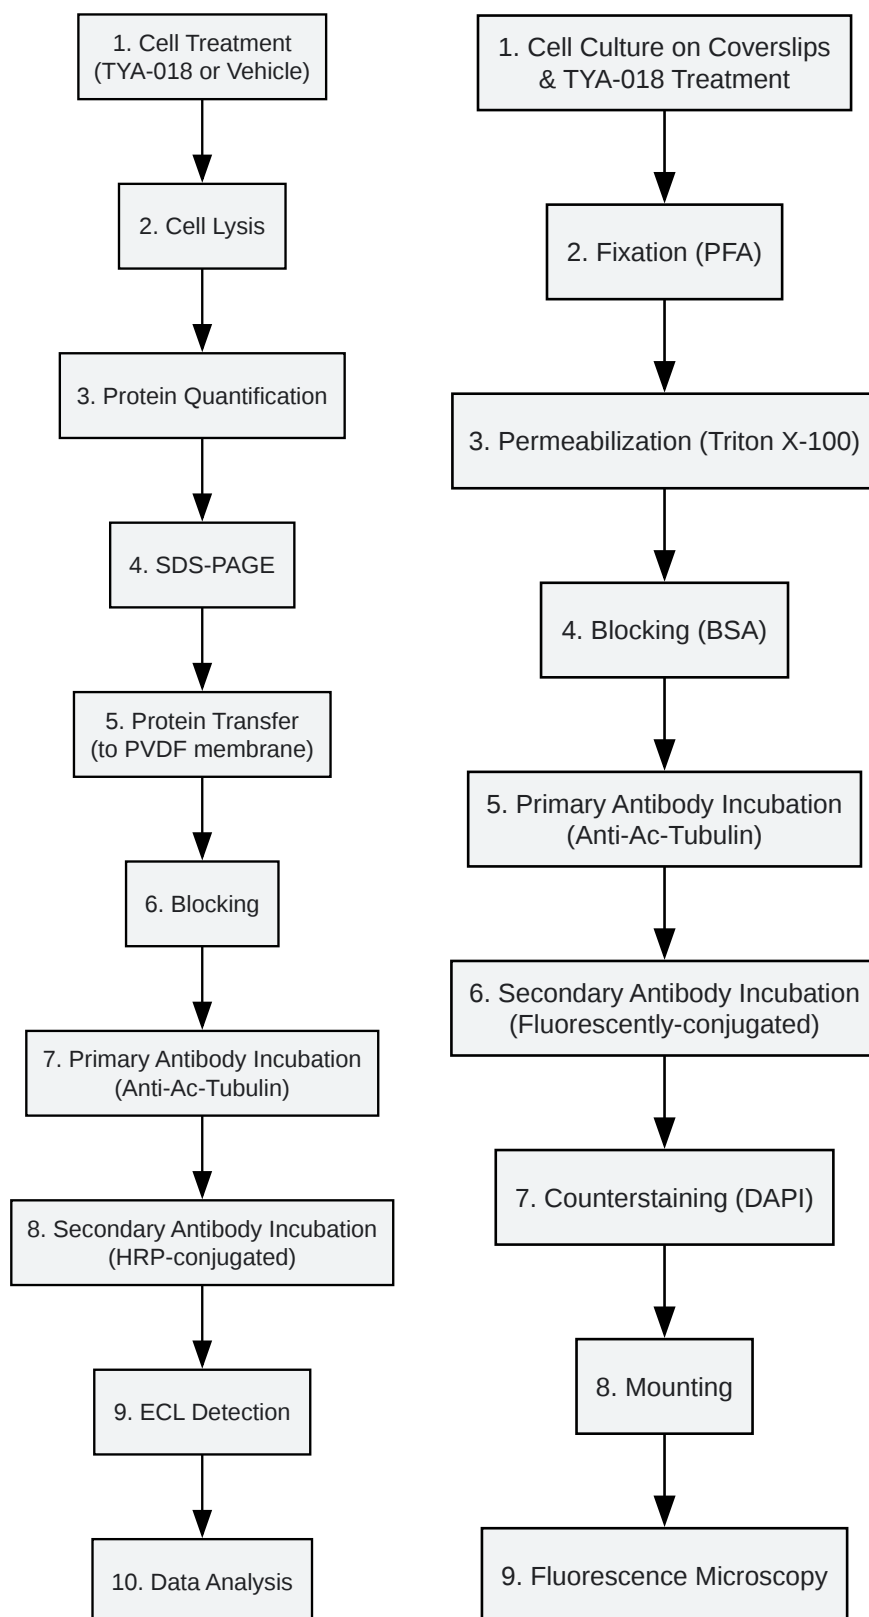 1. Cell Treatment
(TYA-018 or Vehicle)
2. Cell Lysis
3. Protein Quantification
4. SDS-PAGE
5. Protein Transfer
(to PVDF membrane)
6. Blocking
7. Primary Antibody Incubation
(Anti-Ac-Tubulin)
8. Secondary Antibody Incubation
(HRP-conjugated)
9. ECL Detection
10. Data Analysis
1. Cell Culture on Coverslips
& TYA-018 Treatment
2. Fixation (PFA)
3. Permeabilization (Triton X-100)
4. Blocking (BSA)
5. Primary Antibody Incubation
(Anti-Ac-Tubulin)
6. Secondary Antibody Incubation
(Fluorescently-conjugated)
7. Counterstaining (DAPI)
8. Mounting
9. Fluorescence Microscopy